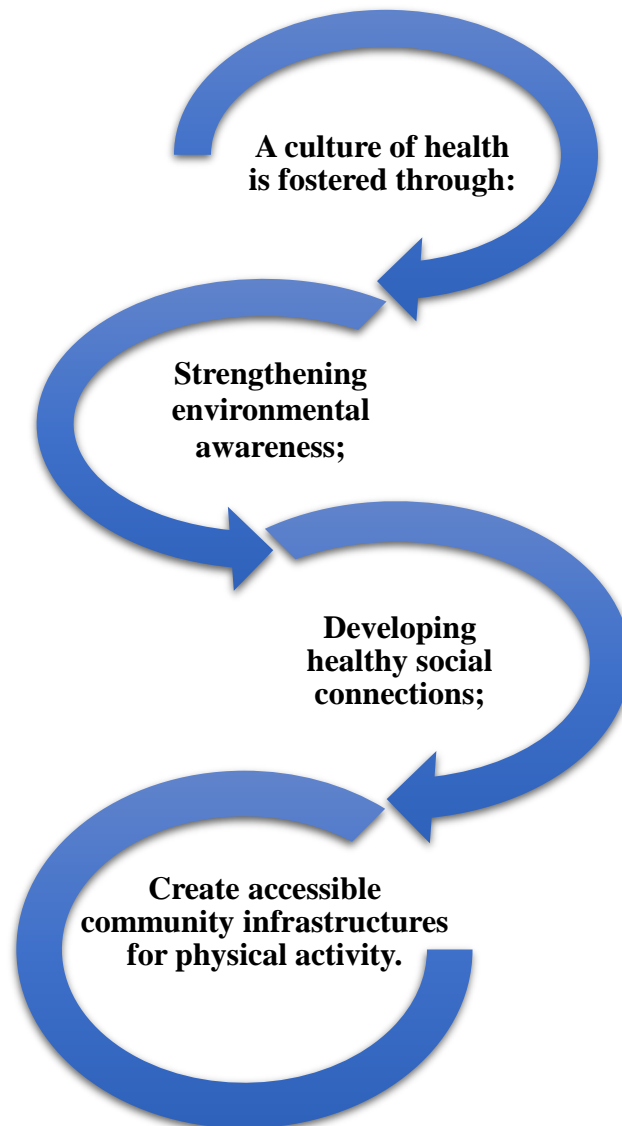 A culture of health
is fostered through:
Strengthening
environmental
awareness;
Developing
healthy social
connections;
Create accessible
community infrastructures
for physical activity.